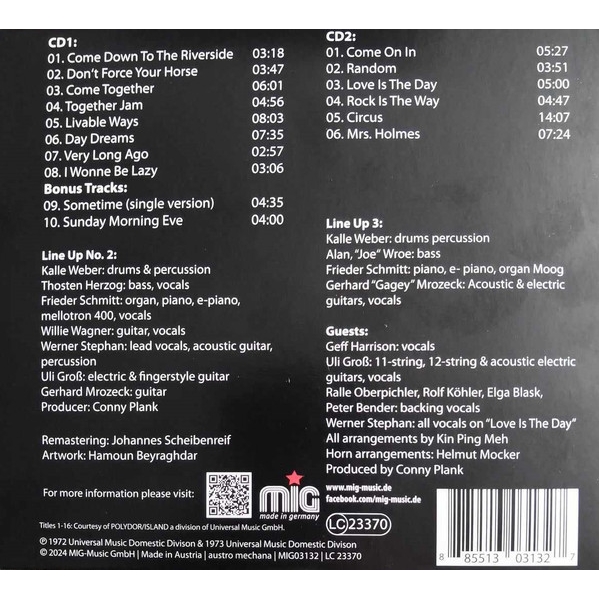 CD1:
01. Come Down To The Riverside 03:18
02. Don't Force Your Horse 03:47
03. Come Together 06:01
04. Together Jam 04:56
05. Livable Ways 08:03
06. Day Dreams 07:35
07. Very Long Ago 02:57
08. I Wonne Be Lazy 03:06
Bonus Tracks:
09. Sometime (single version) 04:35
10. Sunday Morning Eve 04:00
CD2:
01. Come On In 05:27
02. Random 03:51
03. Love Is The Day 05:00
04. Rock Is The Way 04:47
05. Circus 14:07
06. Mrs. Holmes 07:24
Line Up No. 2:
Kalle Weber: drums & percussion
Thosten Herzog: bass, vocals
Frieder Schmitt: organ, piano, e-piano,
mellotron 400, vocals
Willie Wagner: guitar, vocals
Werner Stephan: lead vocals, acoustic guitar,
percussion
Uli Groß: electric & fingerstyle guitar
Gerhard Mrozeck: guitar
Producer: Conny Plank
Remastering: Johannes Scheibenreif
Artwork: Hamoun Beyraghdar
Line Up 3:
Kalle Weber: drums percussion
Alan, "Joe" Wroe: bass
Frieder Schmitt: piano, e- piano, organ Moog
Gerhard "Gagey" Mrozeck: Acoustic & electric
guitars, vocals
Guests:
Geff Harrison: vocals
Uli Groß: 11-string, 12-string & acoustic electric
guitars, vocals
Ralle Oberpichler, Rolf Köhler, Elga Blask,
Peter Bender: backing vocals
Werner Stephan: all vocals on "Love Is The Day"
All arrangements by Kin Ping Meh
Horn arrangements: Helmut Mocker
Produced by Conny Plank
For more information please visit:
MiG
made in germany
www.mig-music.de
facebook.com/mig-music.de
LC 23370
Titles 1-16: Courtesy of POLYDOR/ISLAND a division of Universal Music GmbH.
℗ 1972 Universal Music Domestic Divison & 1973 Universal Music Domestic Divison
© 2024 MIG-Music GmbH | Made in Austria | austro mechana | MIG03132 | LC 23370
8 85513 03132 7